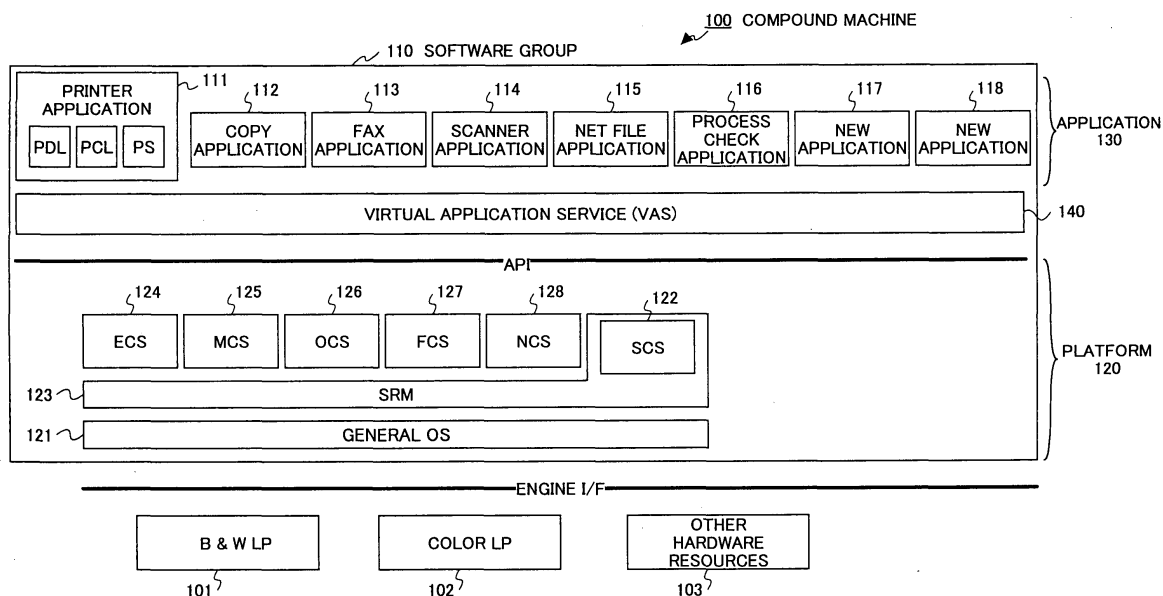 100 COMPOUND MACHINE
110 SOFTWARE GROUP
111
PRINTER
APPLICATION
PDL PCL PS
112
COPY
APPLICATION
113
FAX
APPLICATION
114
SCANNER
APPLICATION
115
NET FILE
APPLICATION
116
PROCESS
CHECK
APPLICATION
117
NEW
APPLICATION
118
NEW
APPLICATION
APPLICATION
130
VIRTUAL APPLICATION SERVICE (VAS)
140
API
124
ECS
125
MCS
126
OCS
127
FCS
128
NCS
122
SCS
PLATFORM
120
123
SRM
121
GENERAL OS
ENGINE I/F
B & W LP
101
COLOR LP
102
OTHER
HARDWARE
RESOURCES
103